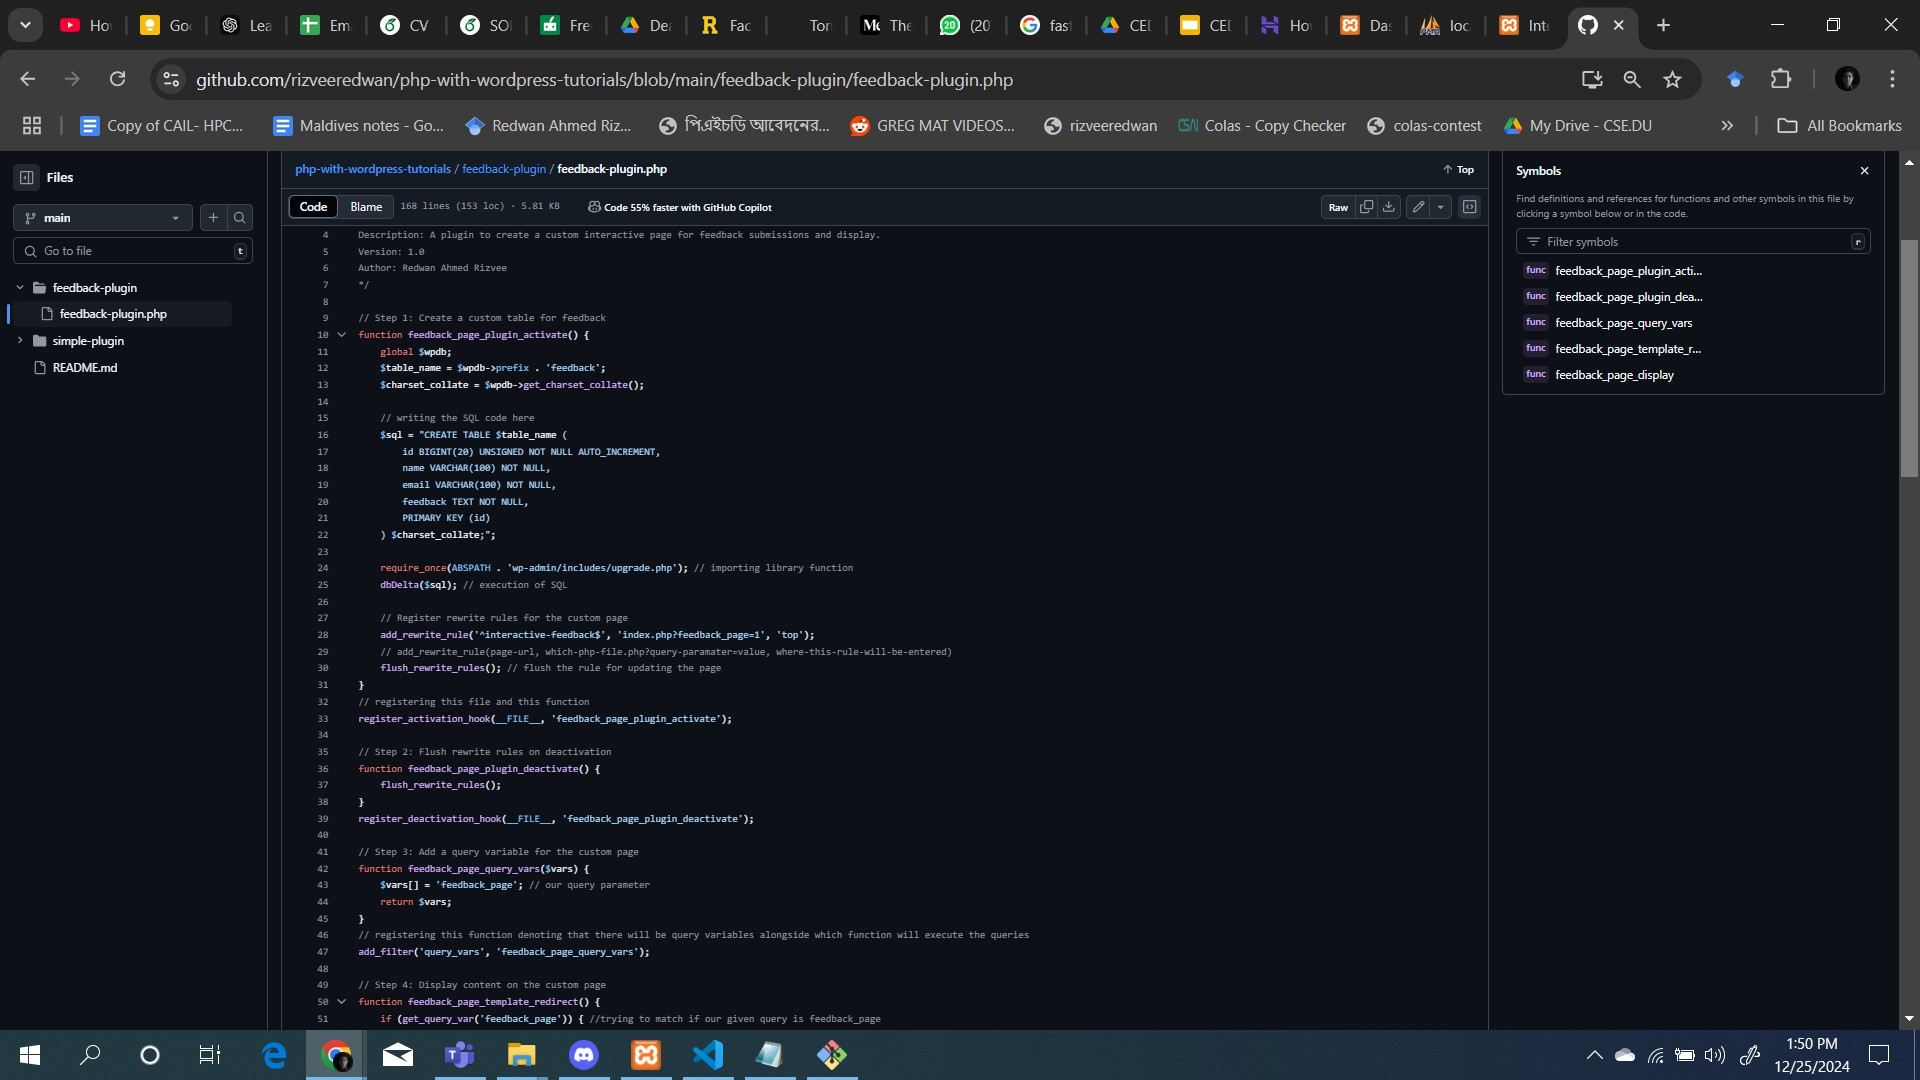 Ho
Go
Lea
Em
CV
SO
Fre
Dea
Fac
Ton
The
(20
fast
CED
CED
Ho
Das
loc
Inte
github.com/rizveeredwan/php-with-wordpress-tutorials/blob/main/feedback-plugin/feedback-plugin.php
Copy of CAIL- HPC...
Maldives notes - Go...
Redwan Ahmed Riz...
পিএইচডি আবেদনের...
GREG MAT VIDEOS...
rizveeredwan
Colas - Copy Checker
colas-contest
My Drive - CSE.DU
All Bookmarks
Files
main
Go to file
t
feedback-plugin
feedback-plugin.php
simple-plugin
README.md
php-with-wordpress-tutorials / feedback-plugin / feedback-plugin.php
Top
Code Blame 168 lines (153 loc) · 5.81 KB Code 55% faster with GitHub Copilot
Raw
4 Description: A plugin to create a custom interactive page for feedback submissions and display.
5 Version: 1.0
6 Author: Redwan Ahmed Rizvee
7 */
8
9 // Step 1: Create a custom table for feedback
10 function feedback_page_plugin_activate() {
11 global $wpdb;
12 $table_name = $wpdb->prefix . 'feedback';
13 $charset_collate = $wpdb->get_charset_collate();
14
15 // writing the SQL code here
16 $sql = "CREATE TABLE $table_name (
17 id BIGINT(20) UNSIGNED NOT NULL AUTO_INCREMENT,
18 name VARCHAR(100) NOT NULL,
19 email VARCHAR(100) NOT NULL,
20 feedback TEXT NOT NULL,
21 PRIMARY KEY (id)
22 ) $charset_collate;";
23
24 require_once(ABSPATH . 'wp-admin/includes/upgrade.php'); // importing library function
25 dbDelta($sql); // execution of SQL
26
27 // Register rewrite rules for the custom page
28 add_rewrite_rule('^interactive-feedback$', 'index.php?feedback_page=1', 'top');
29 // add_rewrite_rule(page-url, which-php-file.php?query-paramater=value, where-this-rule-will-be-entered)
30 flush_rewrite_rules(); // flush the rule for updating the page
31 }
32 // registering this file and this function
33 register_activation_hook(__FILE__, 'feedback_page_plugin_activate');
34
35 // Step 2: Flush rewrite rules on deactivation
36 function feedback_page_plugin_deactivate() {
37 flush_rewrite_rules();
38 }
39 register_deactivation_hook(__FILE__, 'feedback_page_plugin_deactivate');
40
41 // Step 3: Add a query variable for the custom page
42 function feedback_page_query_vars($vars) {
43 $vars[] = 'feedback_page'; // our query parameter
44 return $vars;
45 }
46 // registering this function denoting that there will be query variables alongside which function will execute the queries
47 add_filter('query_vars', 'feedback_page_query_vars');
48
49 // Step 4: Display content on the custom page
50 function feedback_page_template_redirect() {
51 if (get_query_var('feedback_page')) { //trying to match if our given query is feedback_page
Symbols
Find definitions and references for functions and other symbols in this file by
clicking a symbol below or in the code.
Filter symbols
r
func feedback_page_plugin_acti...
func feedback_page_plugin_dea...
func feedback_page_query_vars
func feedback_page_template_r...
func feedback_page_display
1:50 PM
12/25/2024